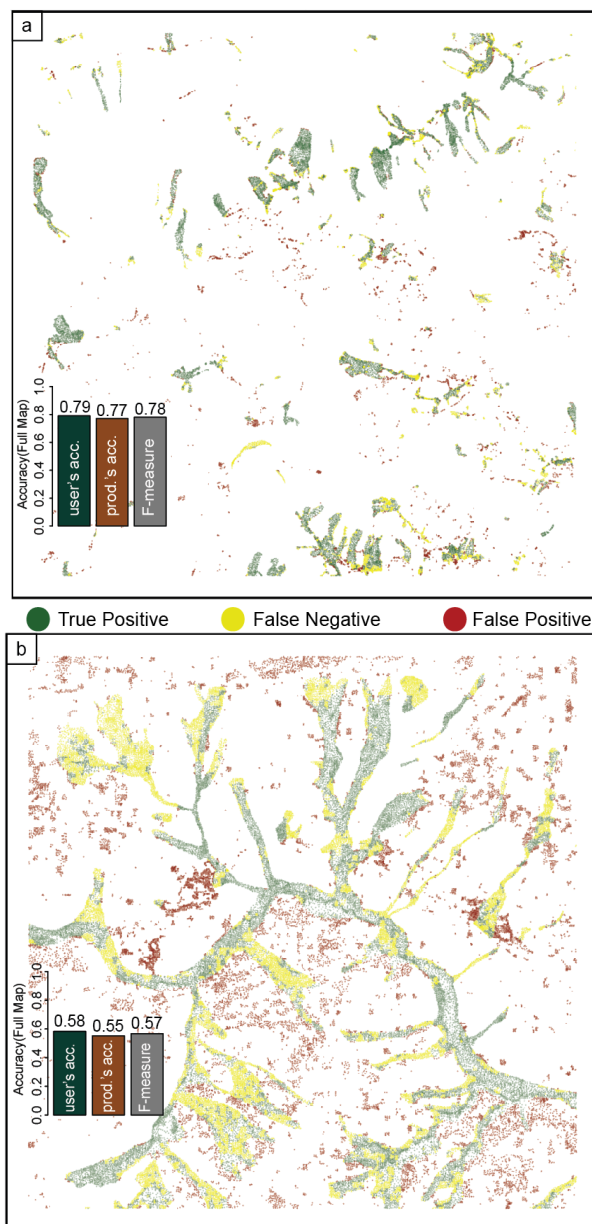 a
Accuracy(Full Map)
0.0 0.2 0.4 0.6 0.8 1.0
0.79 0.77 0.78
user's acc.
prod.'s acc.
F-measure
True Positive False Negative False Positive
b
Accuracy(Full Map)
0.0 0.2 0.4 0.6 0.8 1.0
0.58 0.55 0.57
user's acc.
prod.'s acc.
F-measure